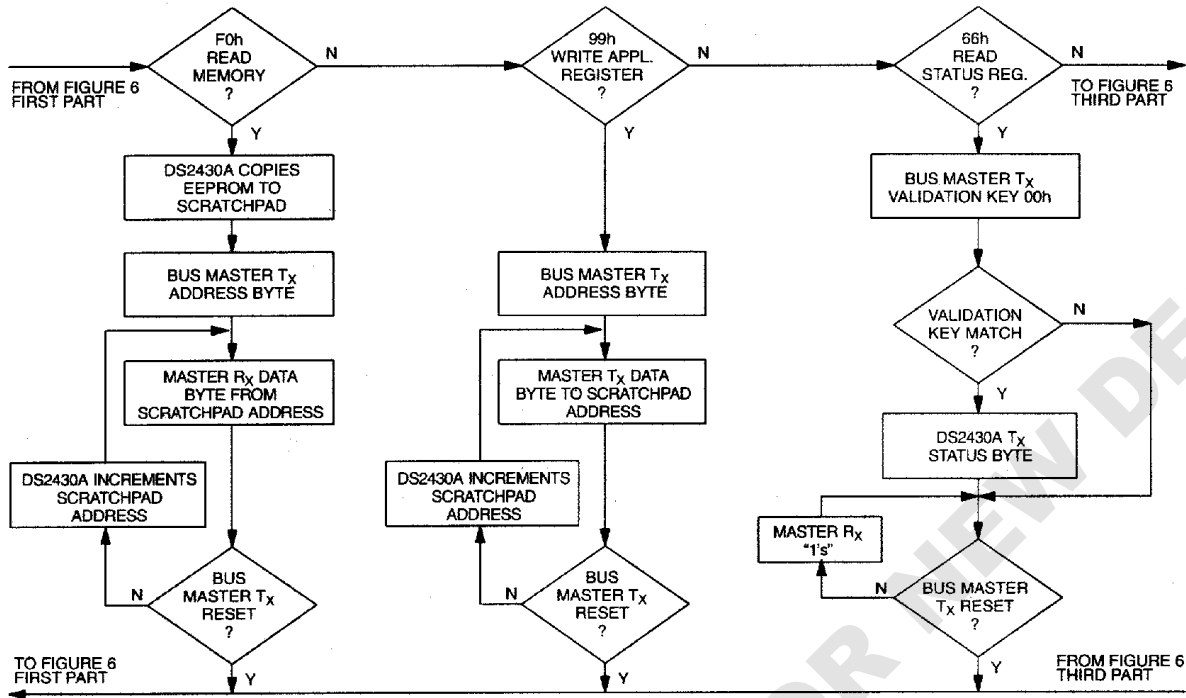 F0h
READ
MEMORY
?
N
Y
FROM FIGURE 6
FIRST PART
99h
WRITE APPL.
REGISTER
?
N
Y
66h
READ
STATUS REG.
?
N
Y
TO FIGURE 6
THIRD PART
DS2430A COPIES
EEPROM TO
SCRATCHPAD
BUS MASTER TX
ADDRESS BYTE
MASTER RX DATA
BYTE FROM
SCRATCHPAD ADDRESS
DS2430A INCREMENTS
SCRATCHPAD
ADDRESS
BUS
MASTER TX
RESET
?
N
Y
BUS MASTER TX
ADDRESS BYTE
MASTER TX DATA
BYTE TO SCRATCHPAD
ADDRESS
DS2430A INCREMENTS
SCRATCHPAD
ADDRESS
BUS
MASTER TX
RESET
?
N
Y
BUS MASTER TX
VALIDATION KEY 00h
VALIDATION
KEY MATCH
?
N
Y
DS2430A TX
STATUS BYTE
MASTER RX
"1's"
BUS MASTER
TX RESET
?
N
Y
TO FIGURE 6
FIRST PART
FROM FIGURE 6
THIRD PART
OR NEW DE